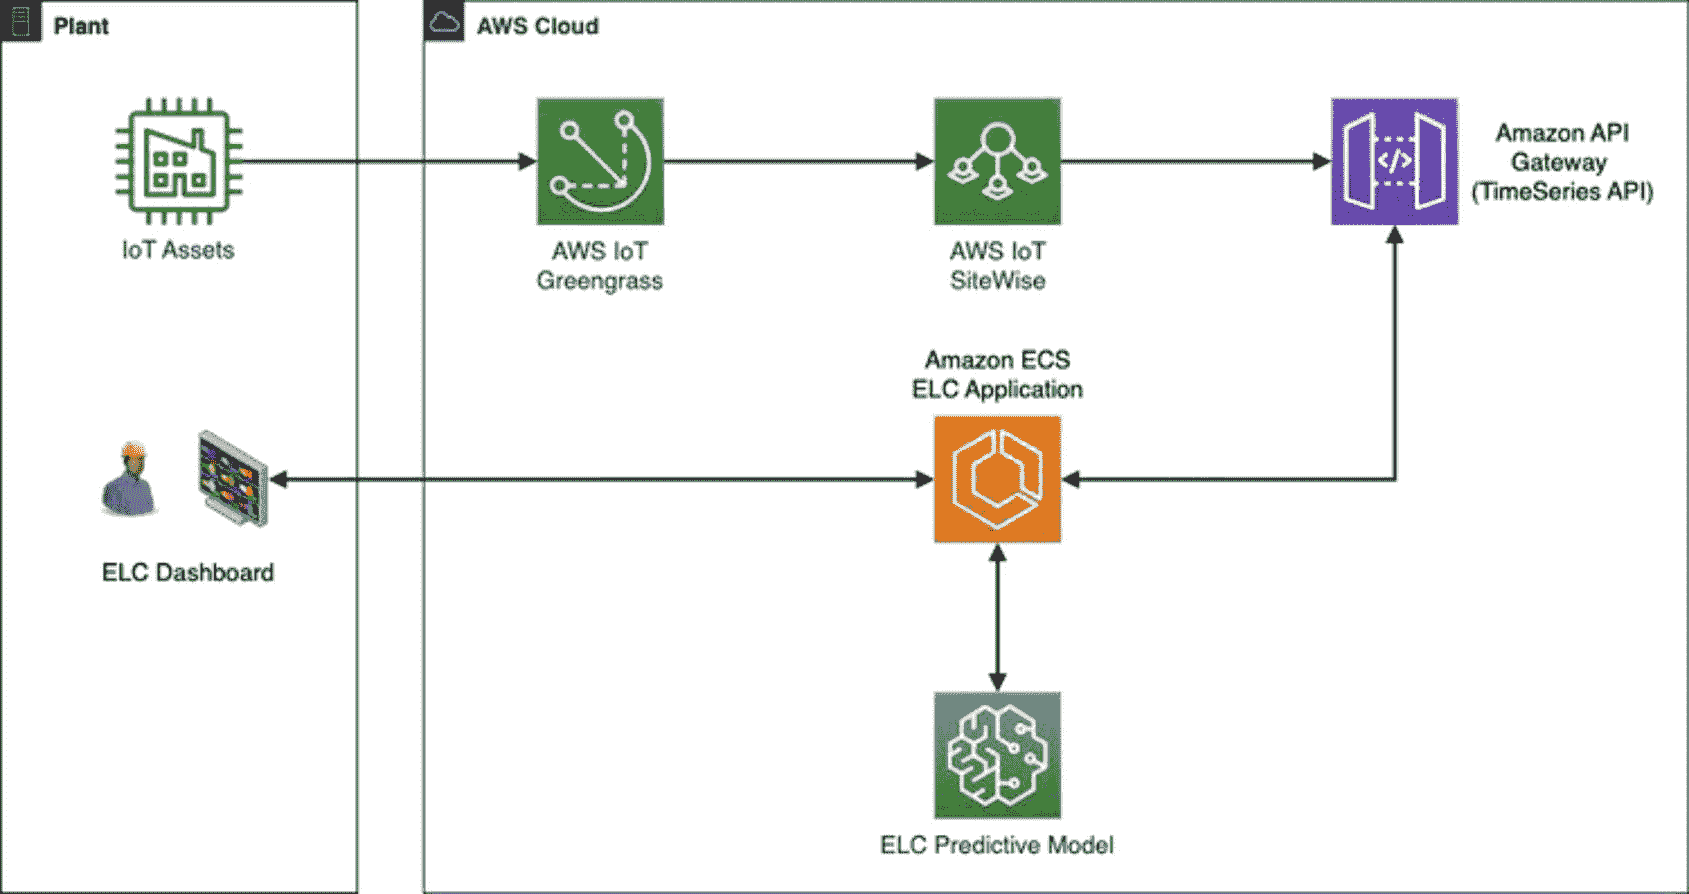 Plant
AWS Cloud
IoT Assets
AWS IoT
Greengrass
AWS IoT
SiteWise
</>
Amazon API
Gateway
(TimeSeries API)
Amazon ECS
ELC Application
ELC Dashboard
ELC Predictive Model